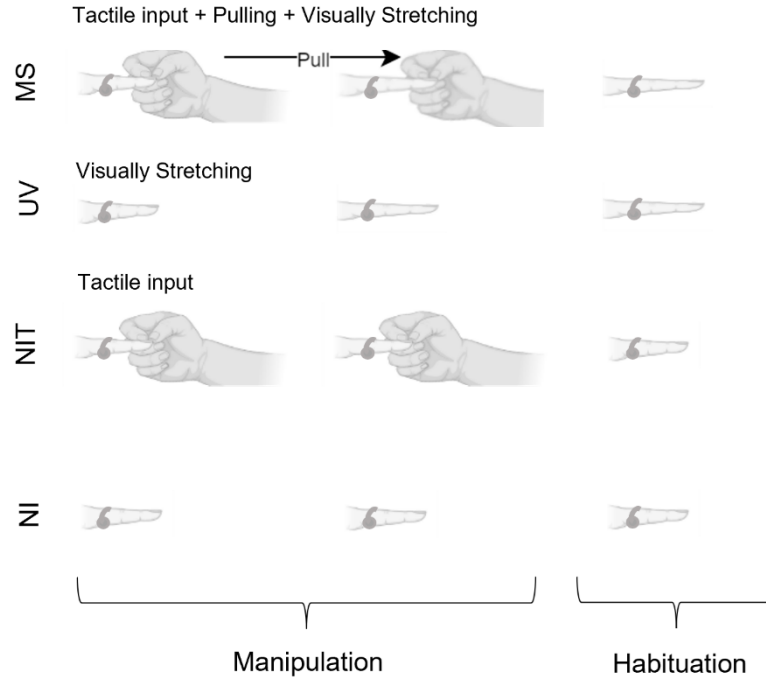 Tactile input + Pulling + Visually Stretching
MS
Pull
UV
Visually Stretching
NIT
Tactile input
NI
Manipulation
Habituation